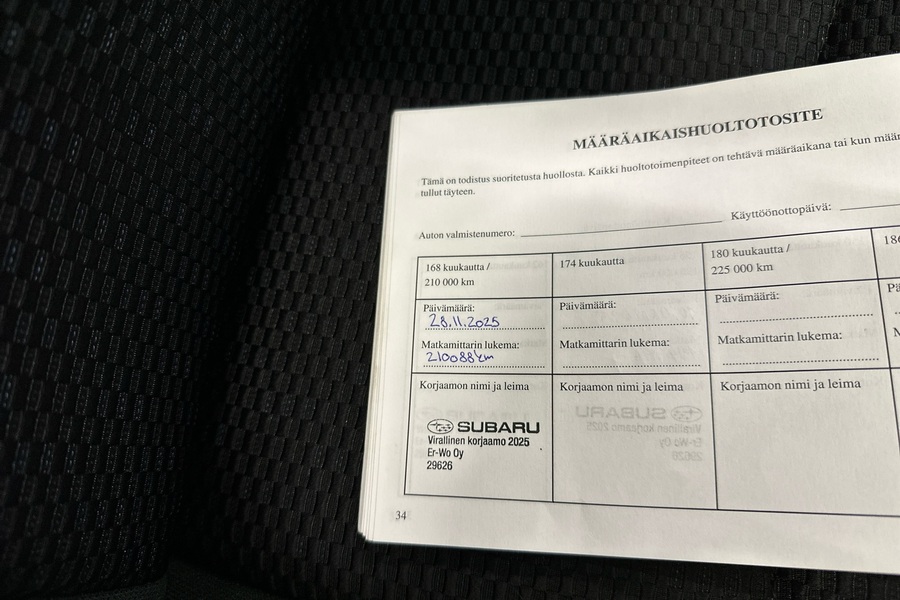 MÄÄRÄAIKAISHUOLTOTOSITE
Tämä on todistus suoritetusta huollosta. Kaikki huoltotoimenpiteet on tehtävä määräaikana tai kun
tullut täyteen.
Auton valmistenumero:
Käyttöönottopäivä:
168 kuukautta /
210 000 km
174 kuukautta
180 kuukautta /
225 000 km
Päivämäärä:
28.11.2025
Päivämäärä:
Päivämäärä:
Matkamittarin lukema:
210088km
Matkamittarin lukema:
Matkamittarin lukema:
Korjaamon nimi ja leima
Korjaamon nimi ja leima
Korjaamon nimi ja leima
SUBARU
Virallinen korjaamo 2025
Er-Wo Oy
29626
34